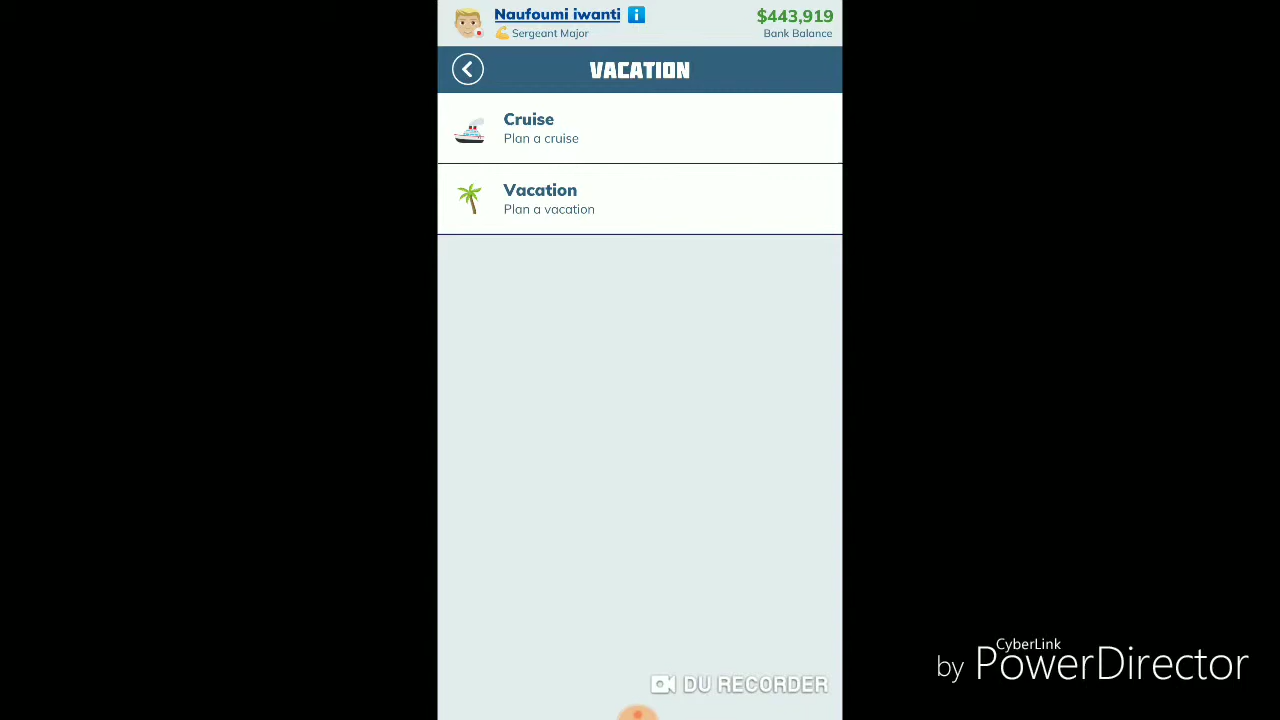 Naufoumi iwanti
$443,919
Sergeant Major
Bank Balance
VACATION
Cruise
Plan a cruise
Vacation
Plan a vacation
DU RECORDER
CyberLink
by PowerDirector